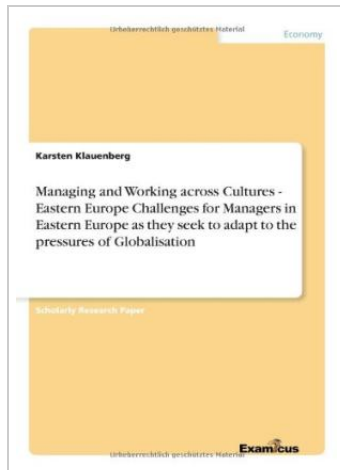 Urheberrechtlich geschütztes Material
Economy
Karsten Klauenberg
Managing and Working across Cultures -
Eastern Europe Challenges for Managers in
Eastern Europe as they seek to adapt to the
pressures of Globalisation
Scholarly Research Paper
Examicus
Urheberrechtlich geschütztes Material